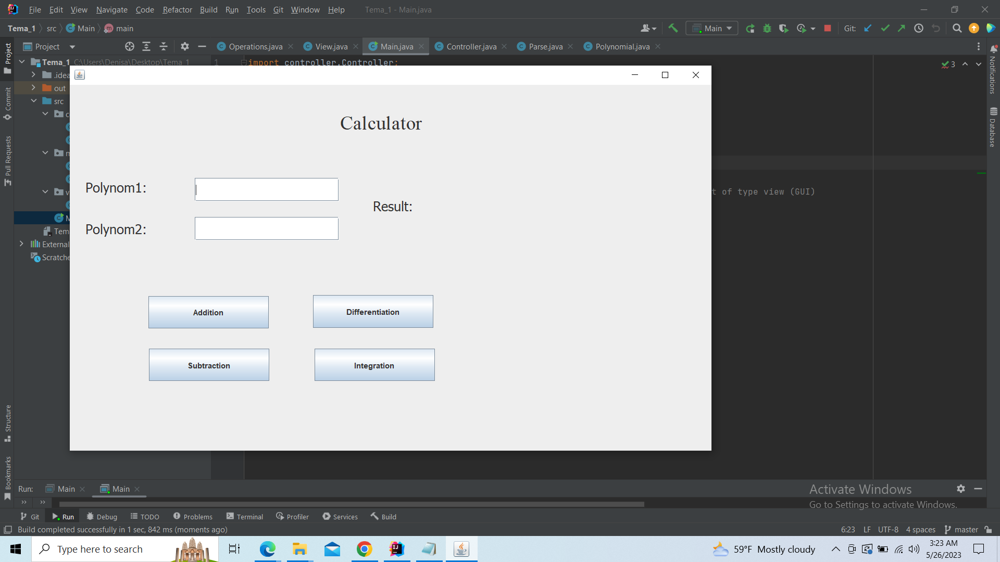 File Edit View Navigate Code Refactor Build Run Tools Git Window Help Tema_1 - Main.java
Tema_1 src Main m main Main Git:
Project
Operations.java View.java Main.java Controller.java Parse.java Polynomial.java
Tema_1 C:\Users\Denisa\Desktop\Tema_1
1 import controller.Controller;
3
.idea
out
src
c
m
v
M
Tem
External
Scratche
Project
Commit
Pull Requests
Structure
Bookmarks
Notifications
Database
Calculator
Polynom1:
Result:
Polynom2:
Addition Differentiation
Subtraction Integration
t of type view (GUI)
Run: Main Main
Activate Windows
Go to Settings to activate Windows.
Git Run Debug TODO Problems Terminal Profiler Services Build
Build completed successfully in 1 sec, 842 ms (moments ago)
6:23 LF UTF-8 4 spaces master
Type here to search
59°F Mostly cloudy
3:23 AM
5/26/2023